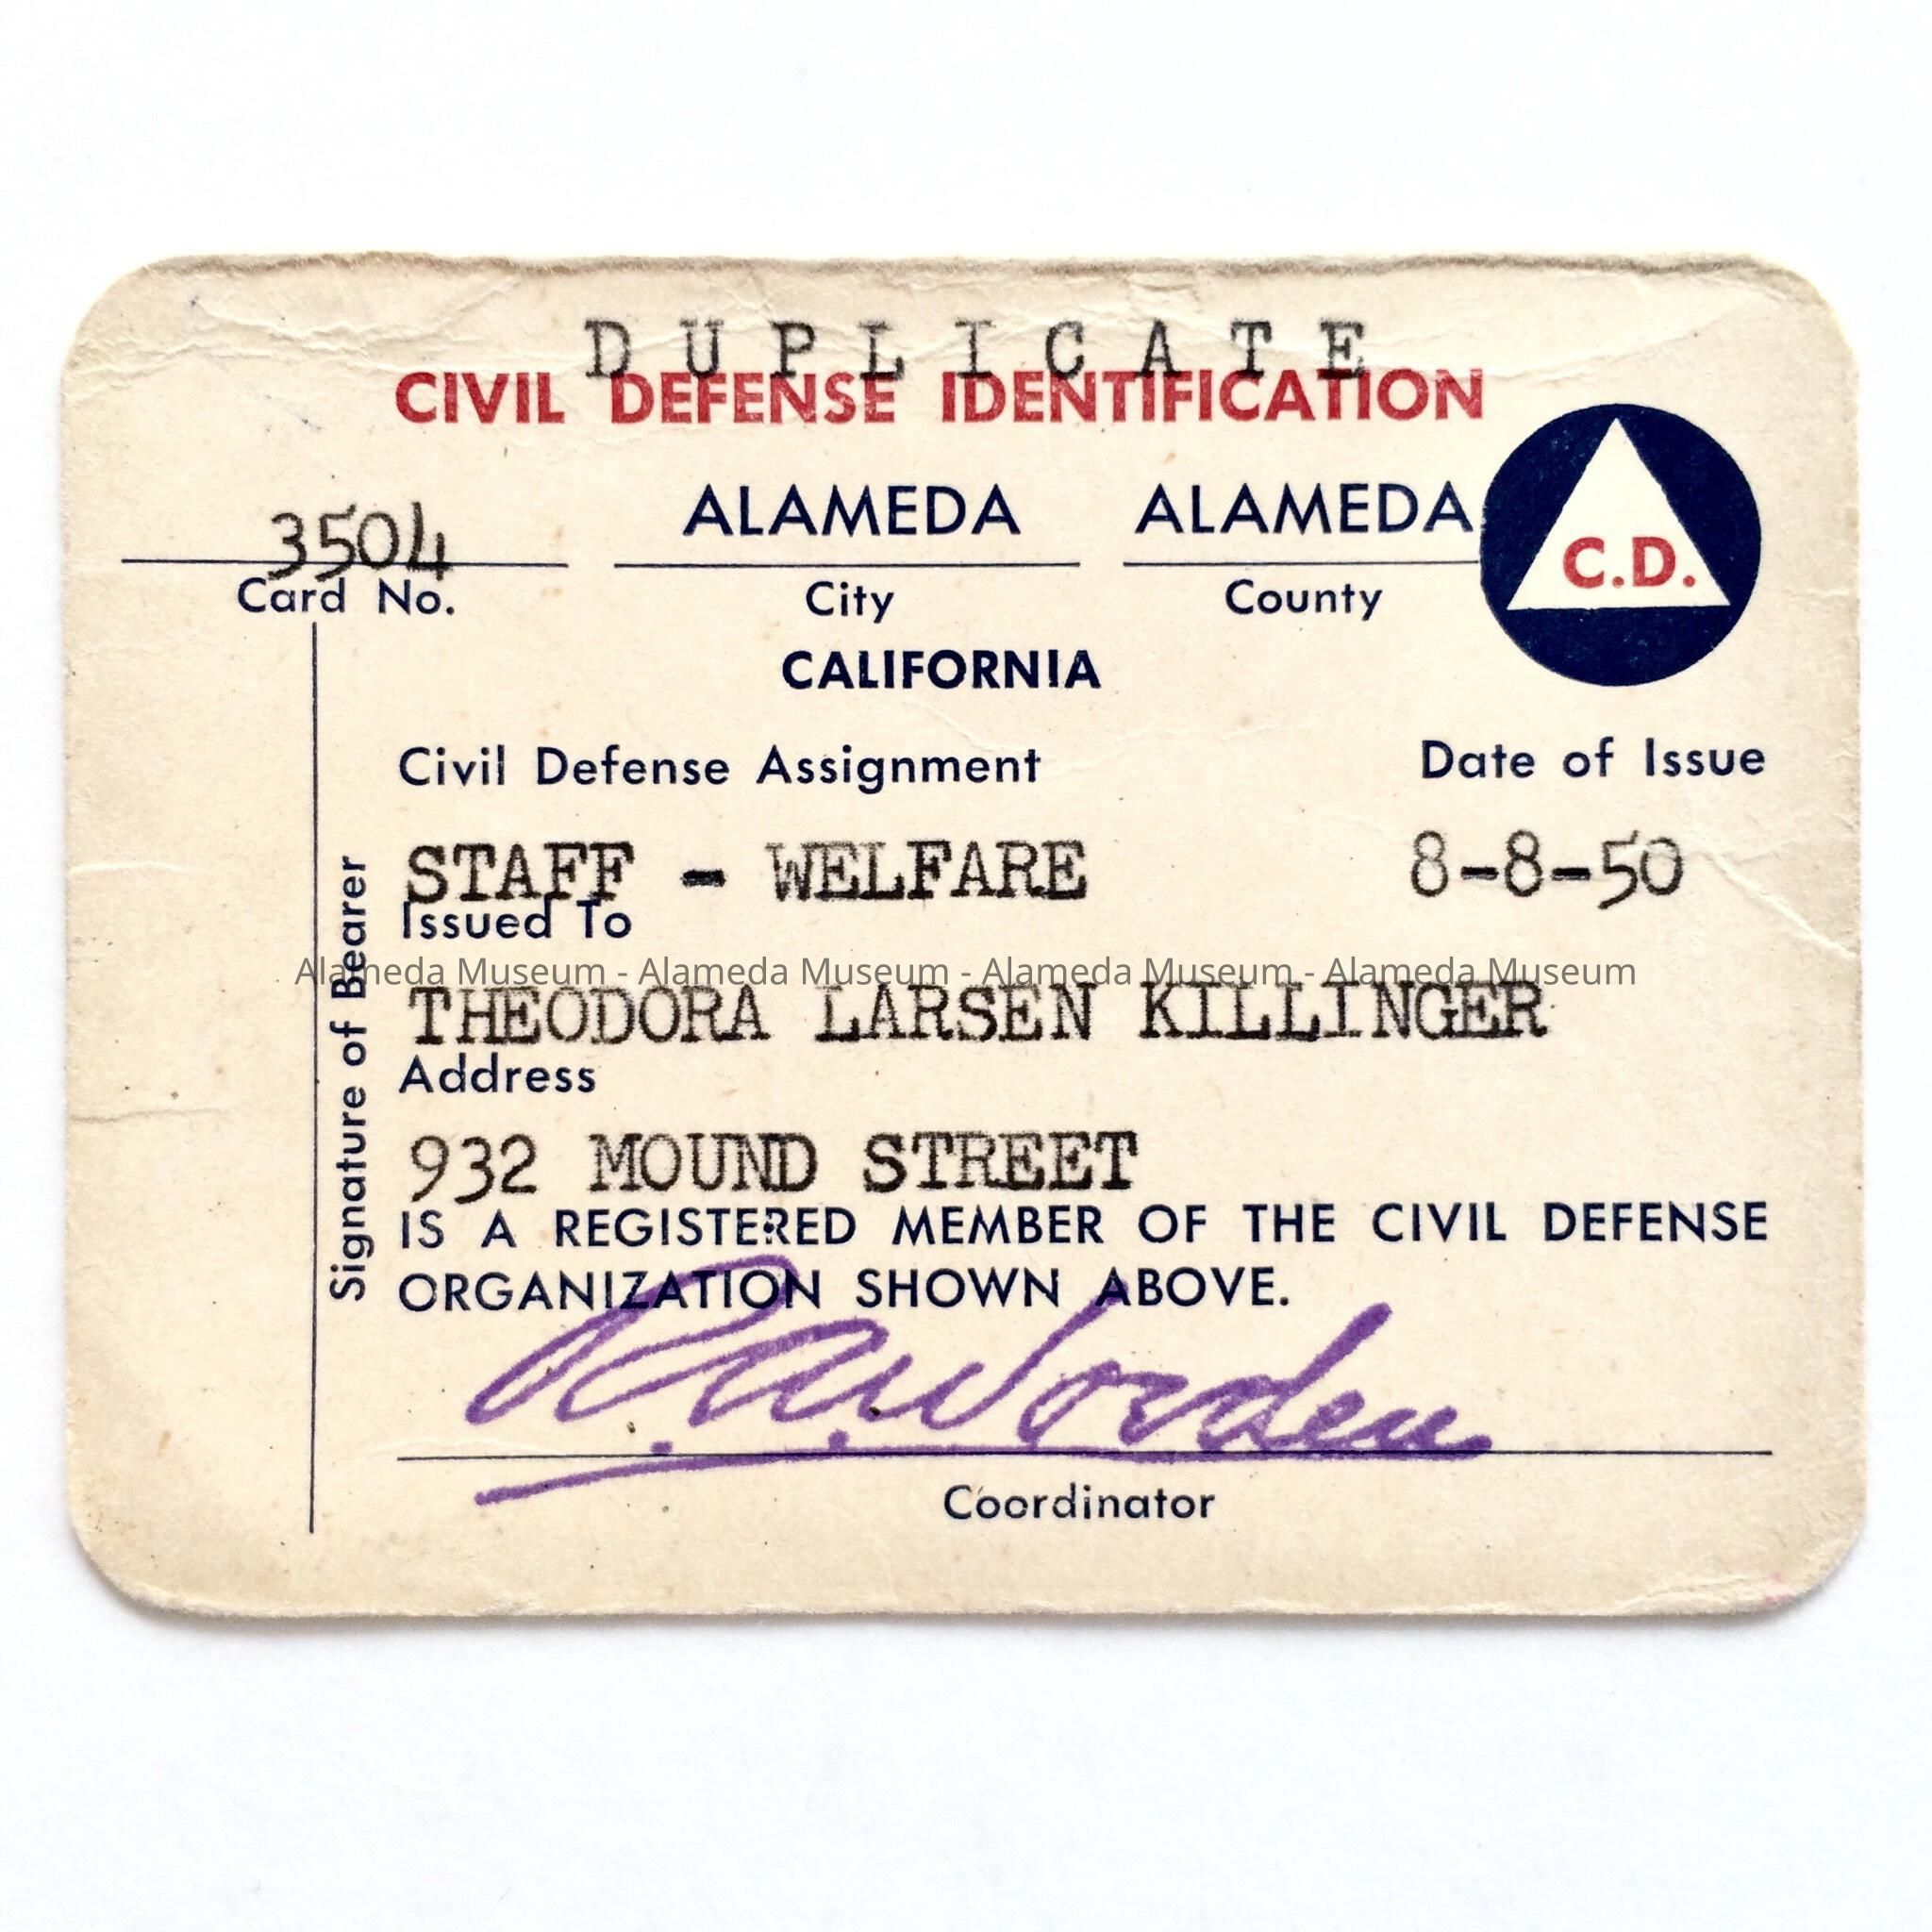 DUPLICATE
CIVIL DEFENSE IDENTIFICATION
3504 ALAMEDA ALAMEDA
Card No. City County
C.D.
CALIFORNIA
Civil Defense Assignment Date of Issue
STAFF - WELFARE 8-8-50
Issued To
Alameda Museum - Alameda Museum - Alameda Museum - Alameda Museum
THEODORA LARSEN KILLINGER
Address
932 MOUND STREET
IS A REGISTERED MEMBER OF THE CIVIL DEFENSE
ORGANIZATION SHOWN ABOVE.
R.A. Worden
Coordinator
Signature of Bearer